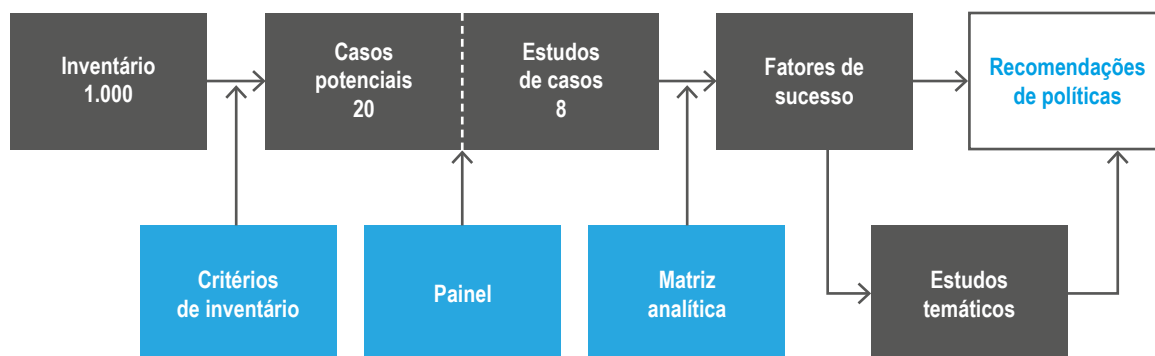 Inventário
1.000
Casos
potenciais
20
Estudos
de casos
8
Fatores de
sucesso
Recomendações
de políticas
Critérios
de inventário
Painel
Matriz
analítica
Estudos
temáticos